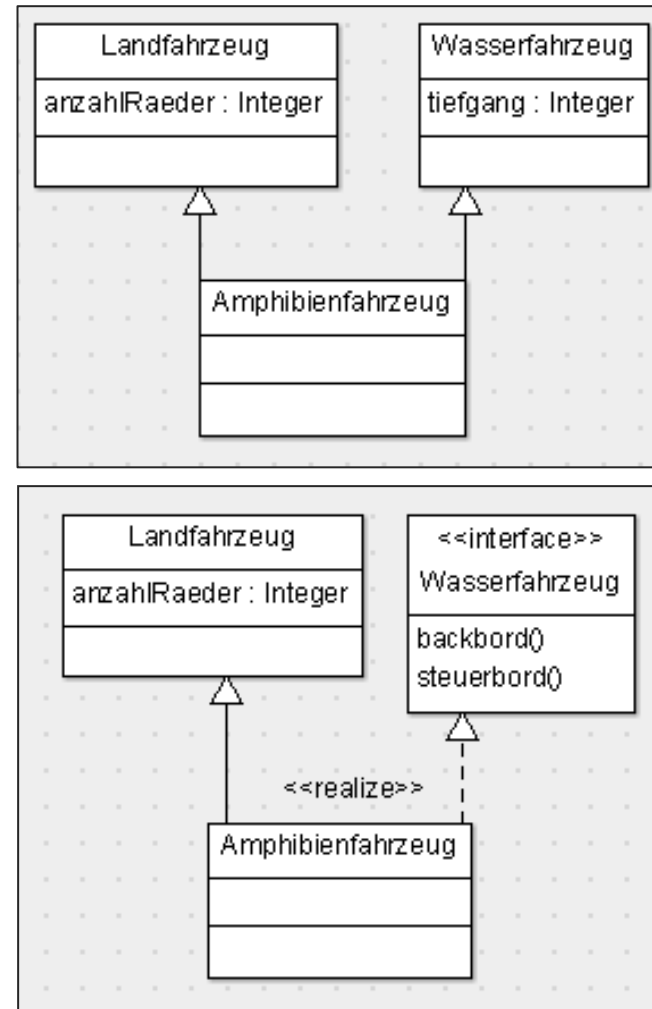 Landfahrzeug
anzahlRaeder : Integer
Wasserfahrzeug
tiefgang : Integer
Amphibienfahrzeug
Landfahrzeug
anzahlRaeder : Integer
<<interface>>
Wasserfahrzeug
backbord()
steuerbord()
<<realize>>
Amphibienfahrzeug